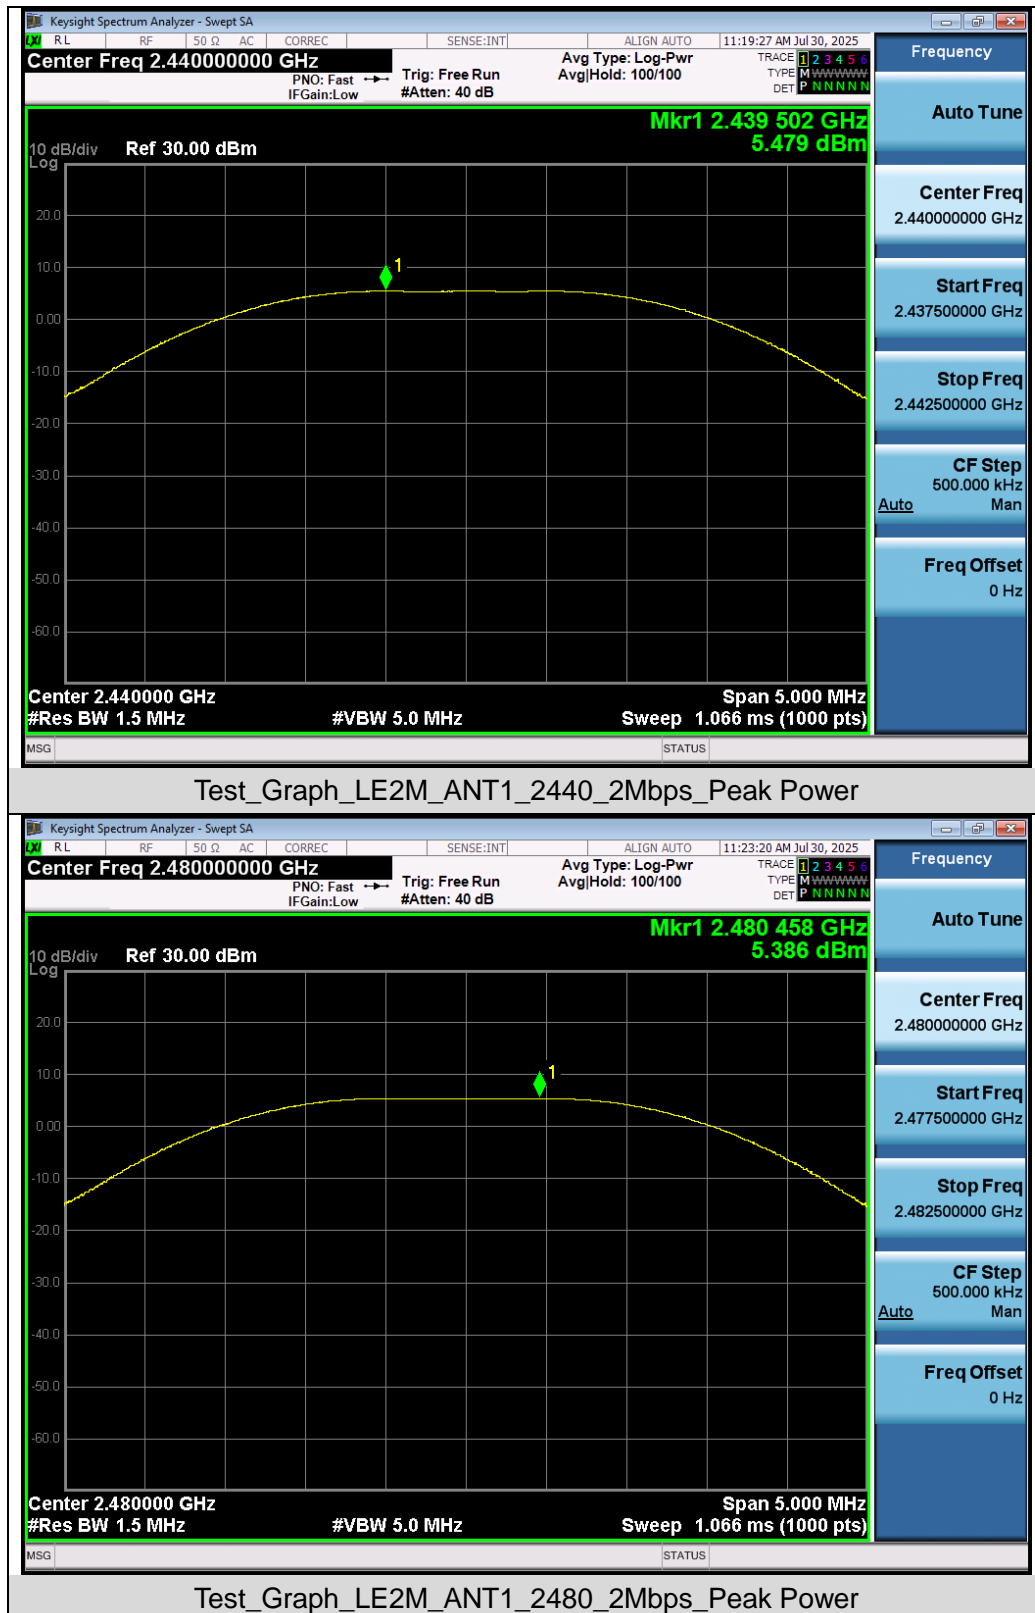 Keysight Spectrum Analyzer - Swept SA
LXI RL RF 50 Ω AC CORREC SENSE:INT ALIGN AUTO 11:19:27 AM Jul 30, 2025
Center Freq 2.440000000 GHz
PNO: Fast
IFGain:Low
Trig: Free Run
#Atten: 40 dB
Avg Type: Log-Pwr
Avg|Hold: 100/100
TRACE 1 2 3 4 5 6
TYPE M WWWWW
DET P N N N N N
Mkr1 2.439 502 GHz
5.479 dBm
10 dB/div Ref 30.00 dBm
Log
20.0
10.0
1
0.00
-10.0
-20.0
-30.0
-40.0
-50.0
-60.0
Center 2.440000 GHz Span 5.000 MHz
#Res BW 1.5 MHz #VBW 5.0 MHz Sweep 1.066 ms (1000 pts)
MSG STATUS
Frequency
Auto Tune
Center Freq
2.440000000 GHz
Start Freq
2.437500000 GHz
Stop Freq
2.442500000 GHz
CF Step
500.000 kHz
Auto Man
Freq Offset
0 Hz
Test_Graph_LE2M_ANT1_2440_2Mbps_Peak Power
Keysight Spectrum Analyzer - Swept SA
LXI RL RF 50 Ω AC CORREC SENSE:INT ALIGN AUTO 11:23:20 AM Jul 30, 2025
Center Freq 2.480000000 GHz
PNO: Fast
IFGain:Low
Trig: Free Run
#Atten: 40 dB
Avg Type: Log-Pwr
Avg|Hold: 100/100
TRACE 1 2 3 4 5 6
TYPE M WWWWW
DET P N N N N N
Mkr1 2.480 458 GHz
5.386 dBm
10 dB/div Ref 30.00 dBm
Log
20.0
10.0
1
0.00
-10.0
-20.0
-30.0
-40.0
-50.0
-60.0
Center 2.480000 GHz Span 5.000 MHz
#Res BW 1.5 MHz #VBW 5.0 MHz Sweep 1.066 ms (1000 pts)
MSG STATUS
Frequency
Auto Tune
Center Freq
2.480000000 GHz
Start Freq
2.477500000 GHz
Stop Freq
2.482500000 GHz
CF Step
500.000 kHz
Auto Man
Freq Offset
0 Hz
Test_Graph_LE2M_ANT1_2480_2Mbps_Peak Power